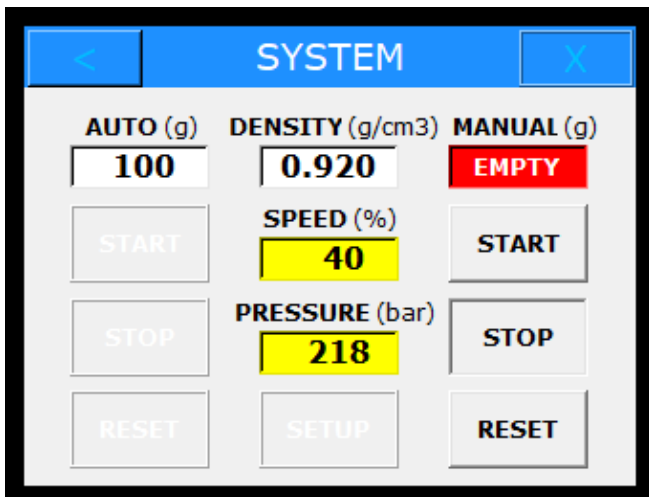 < SYSTEM X
AUTO (g) DENSITY (g/cm3) MANUAL (g)
100 0.920 EMPTY
START SPEED (%) START
40
STOP PRESSURE (bar) STOP
218
RESET SETUP RESET